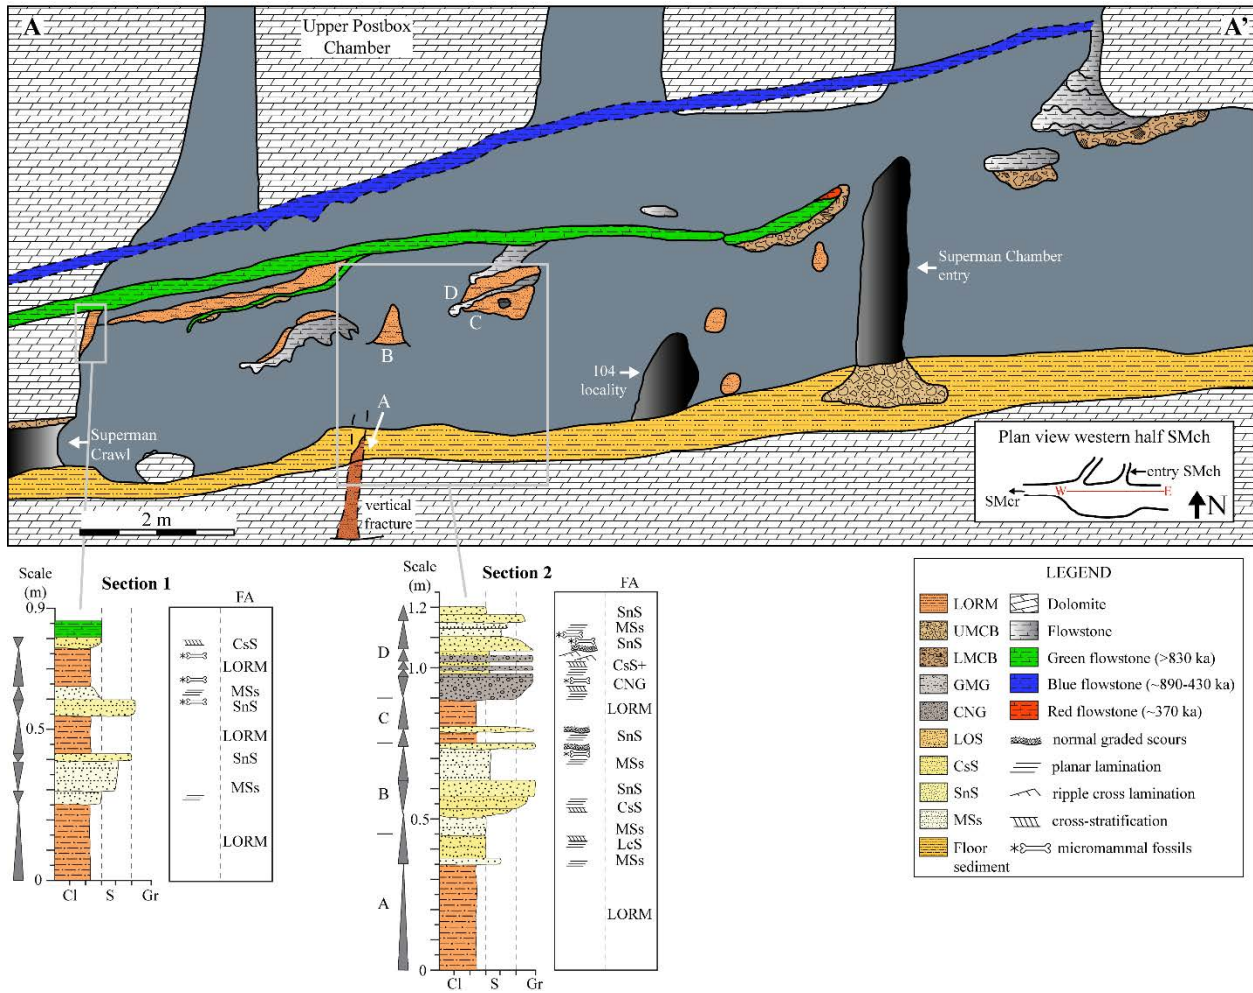 A
A'
Upper Postbox
Chamber
D
C
B
A
Superman Chamber
entry
104
locality
Superman
Crawl
vertical
fracture
2 m
Plan view western half SMch
entry SMch
W
E
SMcr
N
Scale
(m)
Section 1
FA
0.9
CsS
LORM
MSs
SnS
0.5
LORM
SnS
MSs
LORM
0
Cl
S
Gr
Scale
(m)
Section 2
FA
1.2
SnS
MSs
SnS
D
1.0
CsS+
CNG
LORM
C
SnS
MSs
B
SnS
CsS
0.5
MSs
LcS
MSs
A
LORM
0
Cl
S
Gr
LEGEND
LORM
Dolomite
UMCB
Flowstone
LMCB
Green flowstone (>830 ka)
GMG
Blue flowstone (~890-430 ka)
CNG
Red flowstone (~370 ka)
LOS
normal graded scours
CsS
planar lamination
SnS
ripple cross lamination
MSs
cross-stratification
Floor
sediment
micromammal fossils